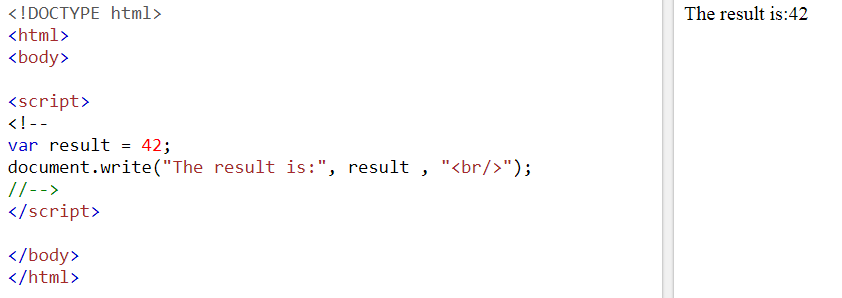 <!DOCTYPE html>
<html>
<body>

<script>
<!--
var result = 42;
document.write("The result is:", result , "<br/>");
//-->
</script>

</body>
</html>
The result is:42